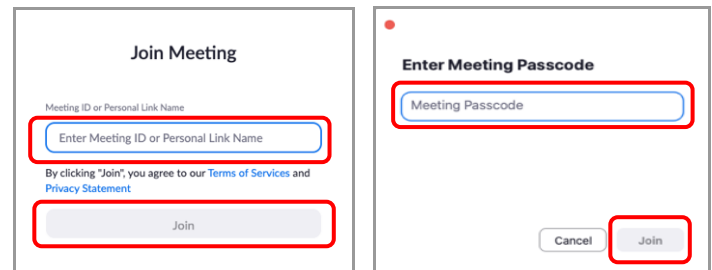 Join Meeting
Meeting ID or Personal Link Name
Enter Meeting ID or Personal Link Name
By clicking "Join", you agree to our Terms of Services and
Privacy Statement
Join
Enter Meeting Passcode
Meeting Passcode
Cancel
Join